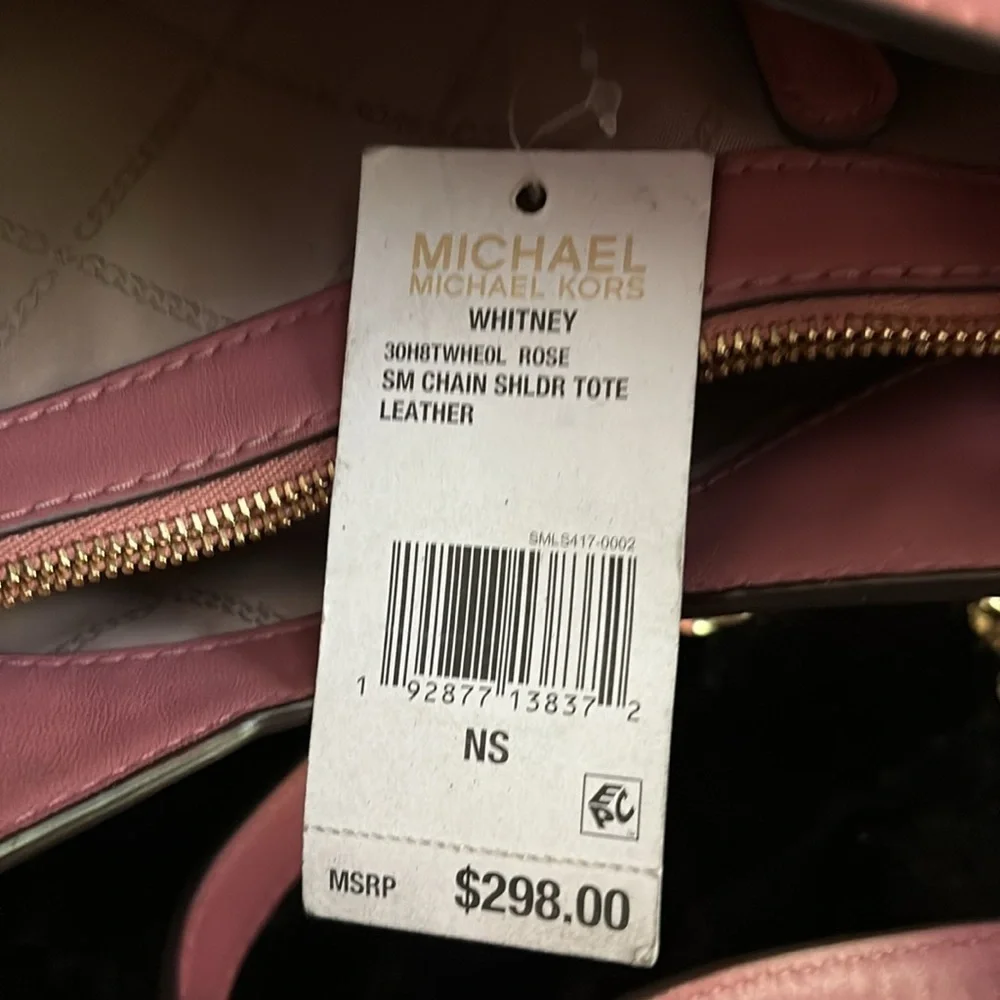 MICHAEL
MICHAEL KORS
WHITNEY
30H8TWHE0L ROSE
SM CHAIN SHLDR TOTE
LEATHER
SMLS417-0002
1 92877 13837 2
NS
EPC
MSRP $298.00